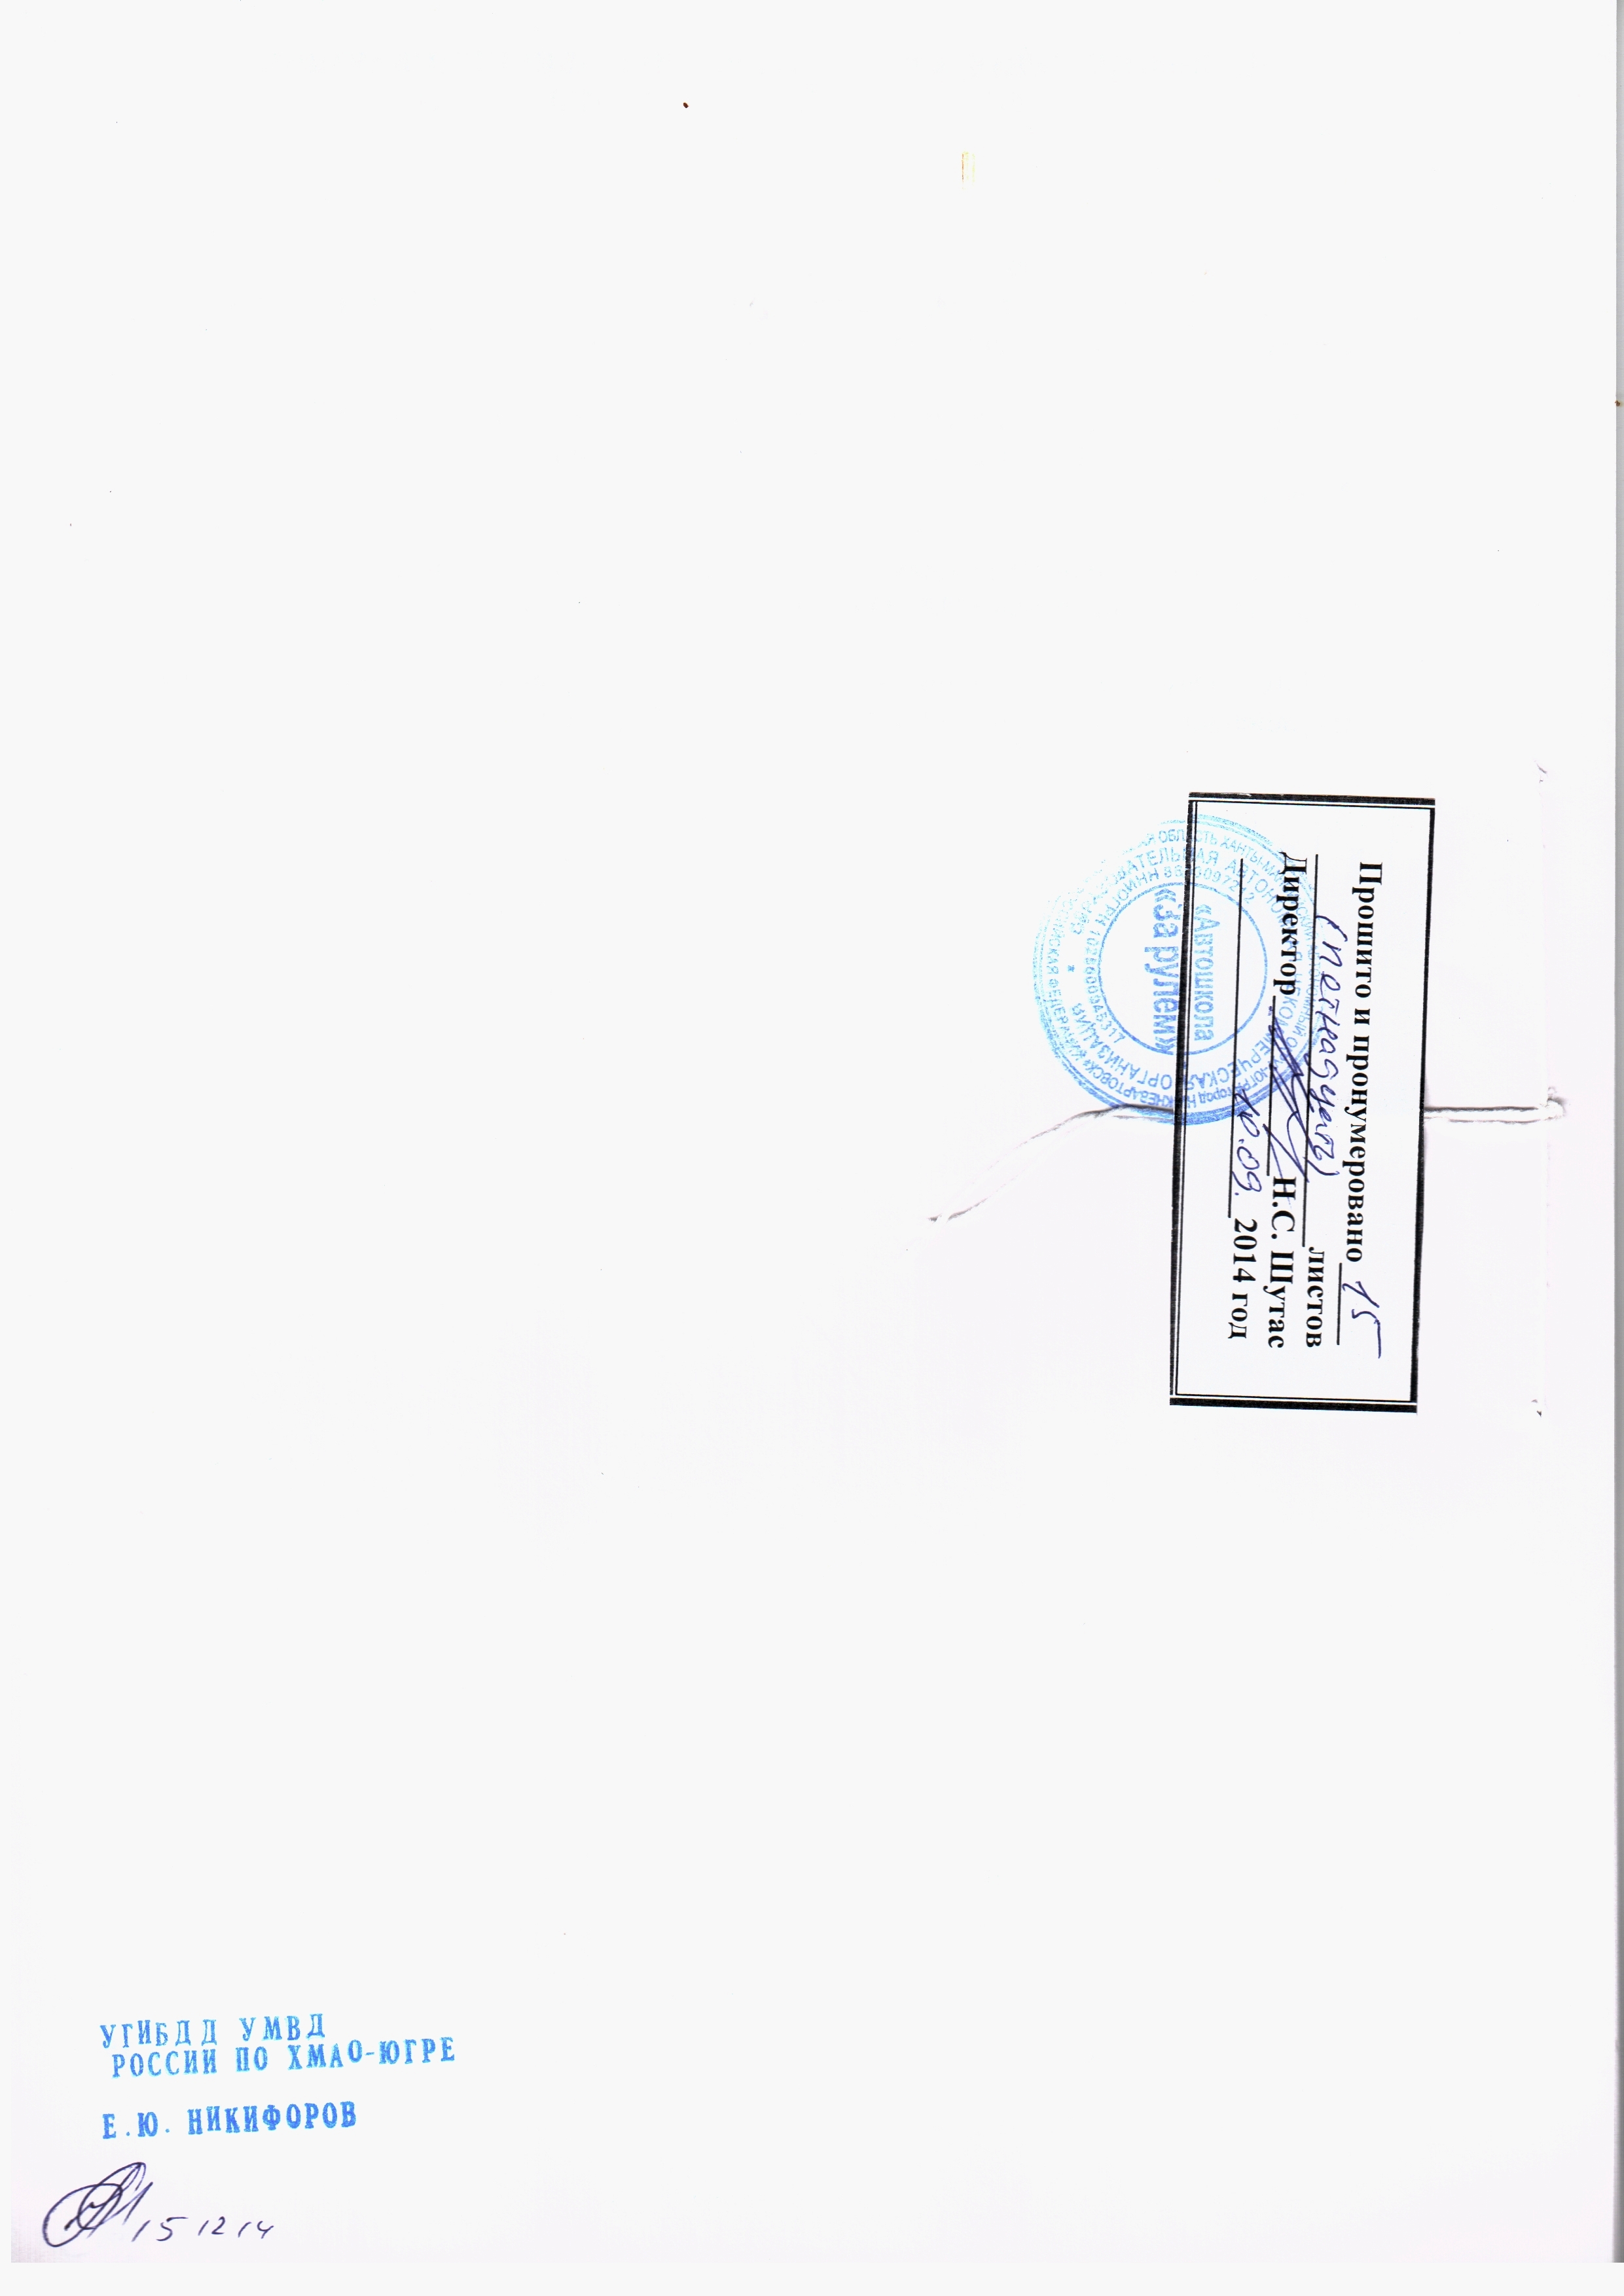 Прошито и пронумеровано 15
(пятнадцать) листов
Директор Н.С. Шутас
10.09. 2014 год
«Автошкола
«За рулем»
УГИБДД УМВД
РОССИИ ПО ХМАО-ЮГРЕ
Е.Ю. НИКИФОРОВ
15 12 14